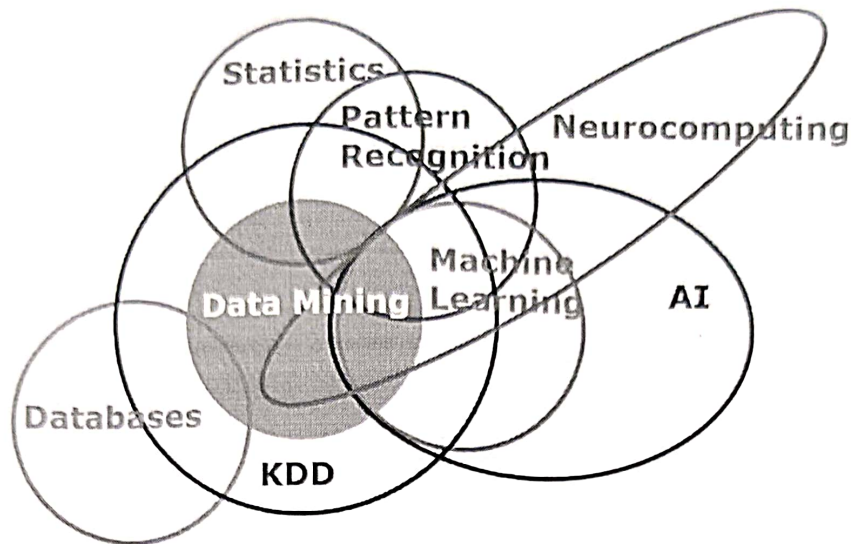 Statistics
Pattern
Recognition
Neurocomputing
Machine
Learning
AI
Data Mining
Databases
KDD